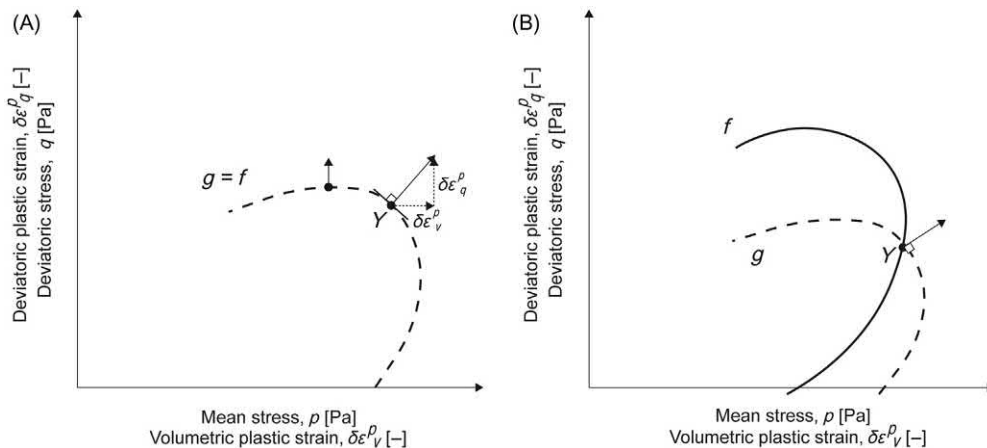 (A)
Deviatoric plastic strain, δε^p_q [–]
Deviatoric stress, q [Pa]
g = f
Y
δε^p_q
δε^p_v
Mean stress, p [Pa]
Volumetric plastic strain, δε^p_v [–]
(B)
Deviatoric plastic strain, δε^p_q [–]
Deviatoric stress, q [Pa]
f
g
Y
Mean stress, p [Pa]
Volumetric plastic strain, δε^p_v [–]